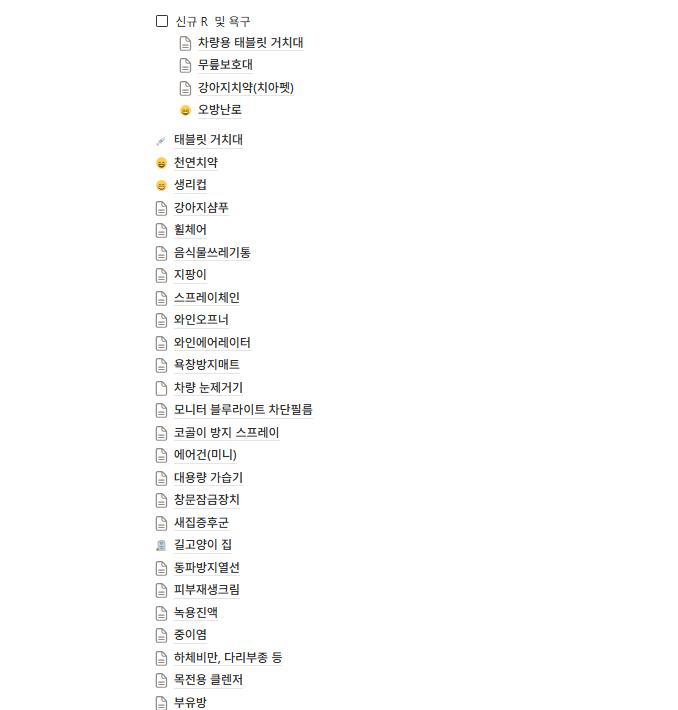 신규 R 및 욕구
차량용 태블릿 거치대
무릎보호대
강아지치약(치아펫)
오방난로
태블릿 거치대
천연치약
생리컵
강아지샴푸
휠체어
음식물쓰레기통
지팡이
스프레이체인
와인오프너
와인에어레이터
욕창방지매트
차량 눈제거기
모니터 블루라이트 차단필름
코골이 방지 스프레이
에어건(미니)
대용량 가습기
창문잠금장치
새집증후군
길고양이 집
동파방지열선
피부재생크림
녹용진액
중이염
하체비만, 다리부종 등
목전용 클렌저
부유방